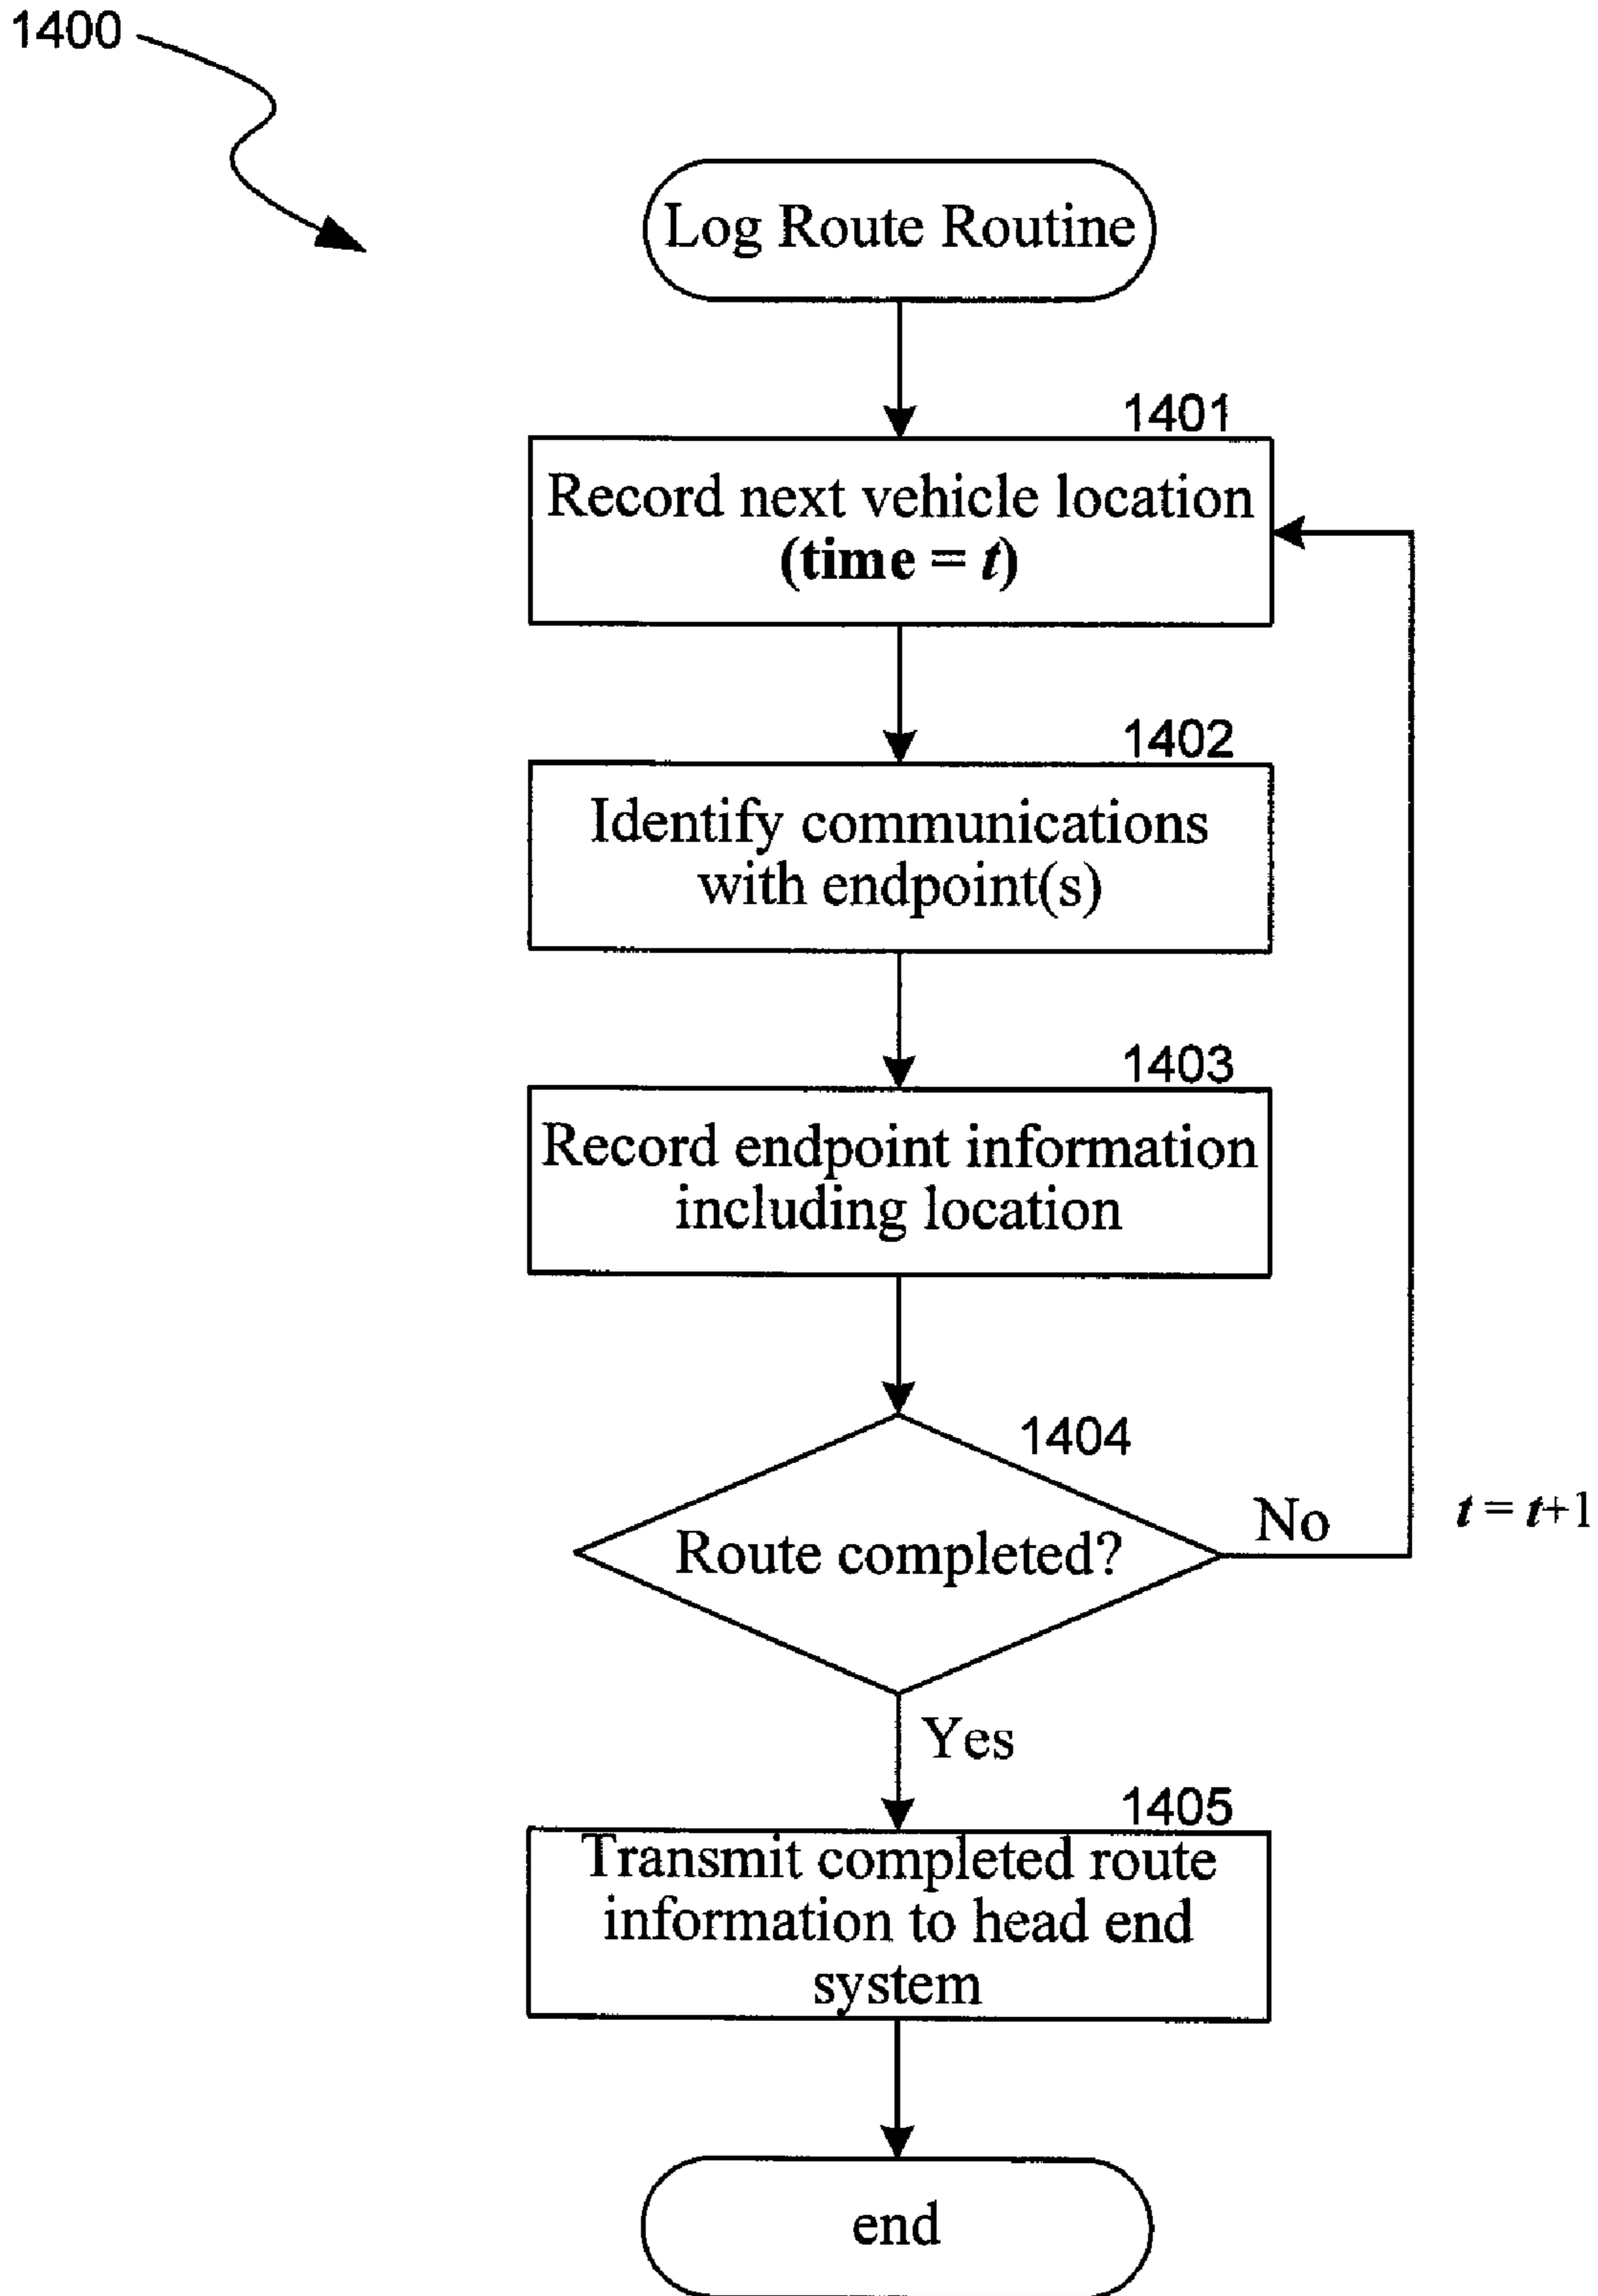 1400
Log Route Routine
1401
Record next vehicle location
(time = t)
1402
Identify communications
with endpoint(s)
1403
Record endpoint information
including location
1404
Route completed?
No
t = t+1
Yes
1405
Transmit completed route
information to head end
system
end